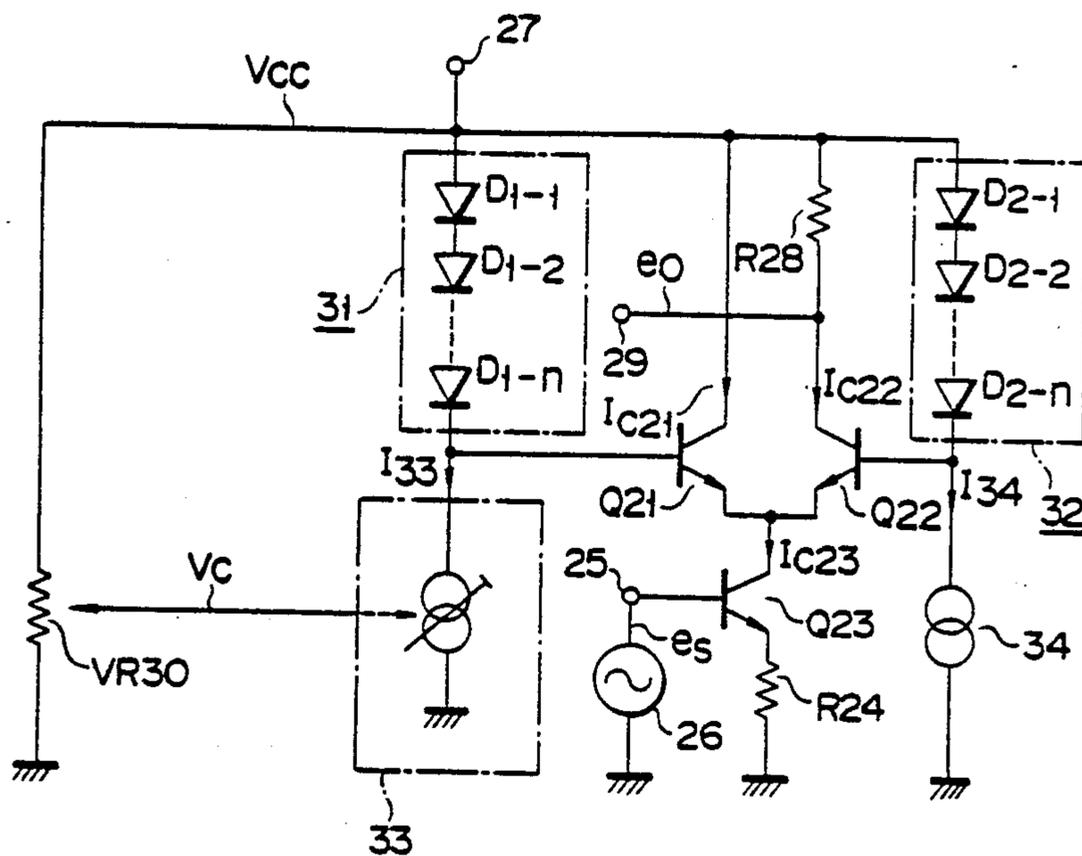 27
VCC
D1-1
D1-2
31
D1-n
R28
eo
29
D2-1
D2-2
D2-n
IC21
IC22
I33
Q21
Q22
I34
32
VC
25
IC23
Q23
es
VR30
26
R24
34
33